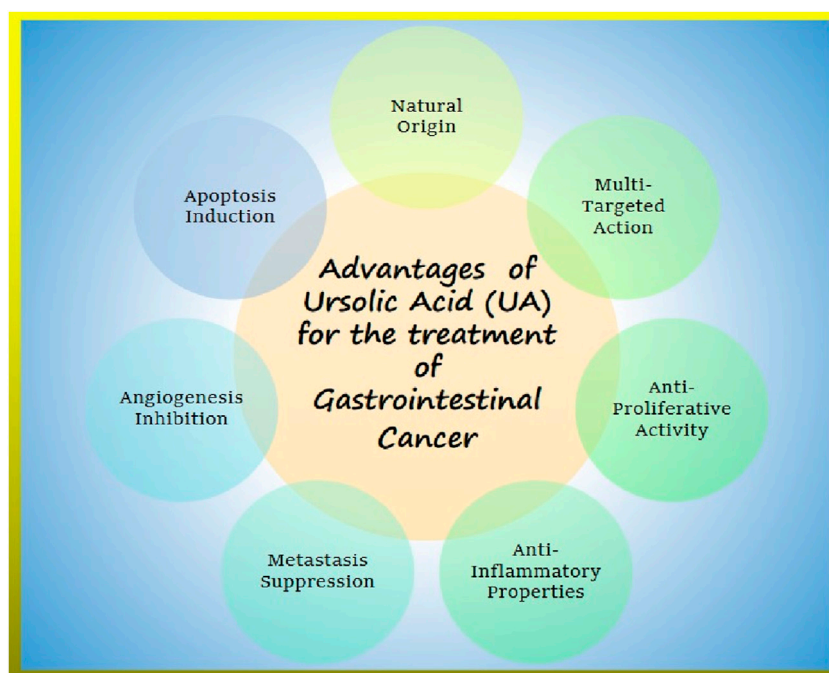 Natural
Origin
Multi-
Targeted
Action
Anti-
Proliferative
Activity
Anti-
Inflammatory
Properties
Metastasis
Suppression
Angiogenesis
Inhibition
Apoptosis
Induction
Advantages of
Ursolic Acid (UA)
for the treatment
of
Gastrointestinal
Cancer